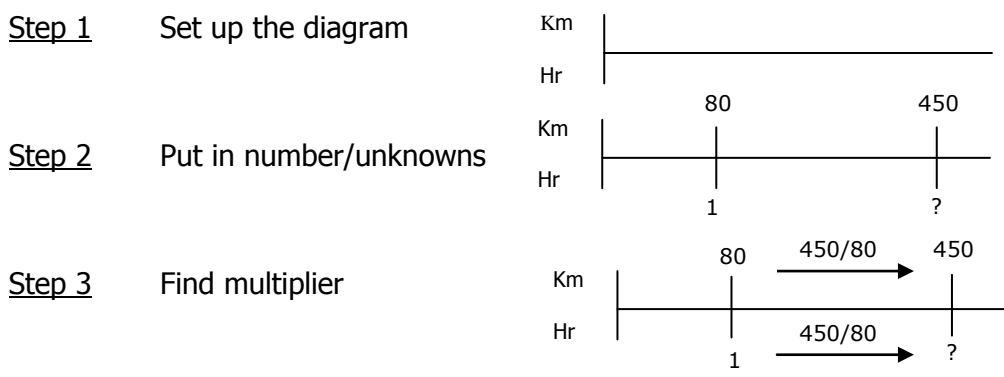 Step 1 Set up the diagram
Km
Hr
80 450
Step 2 Put in number/unknowns
Km
Hr
1 ?
80 450/80 450
Step 3 Find multiplier
Km
Hr
1 450/80 ?